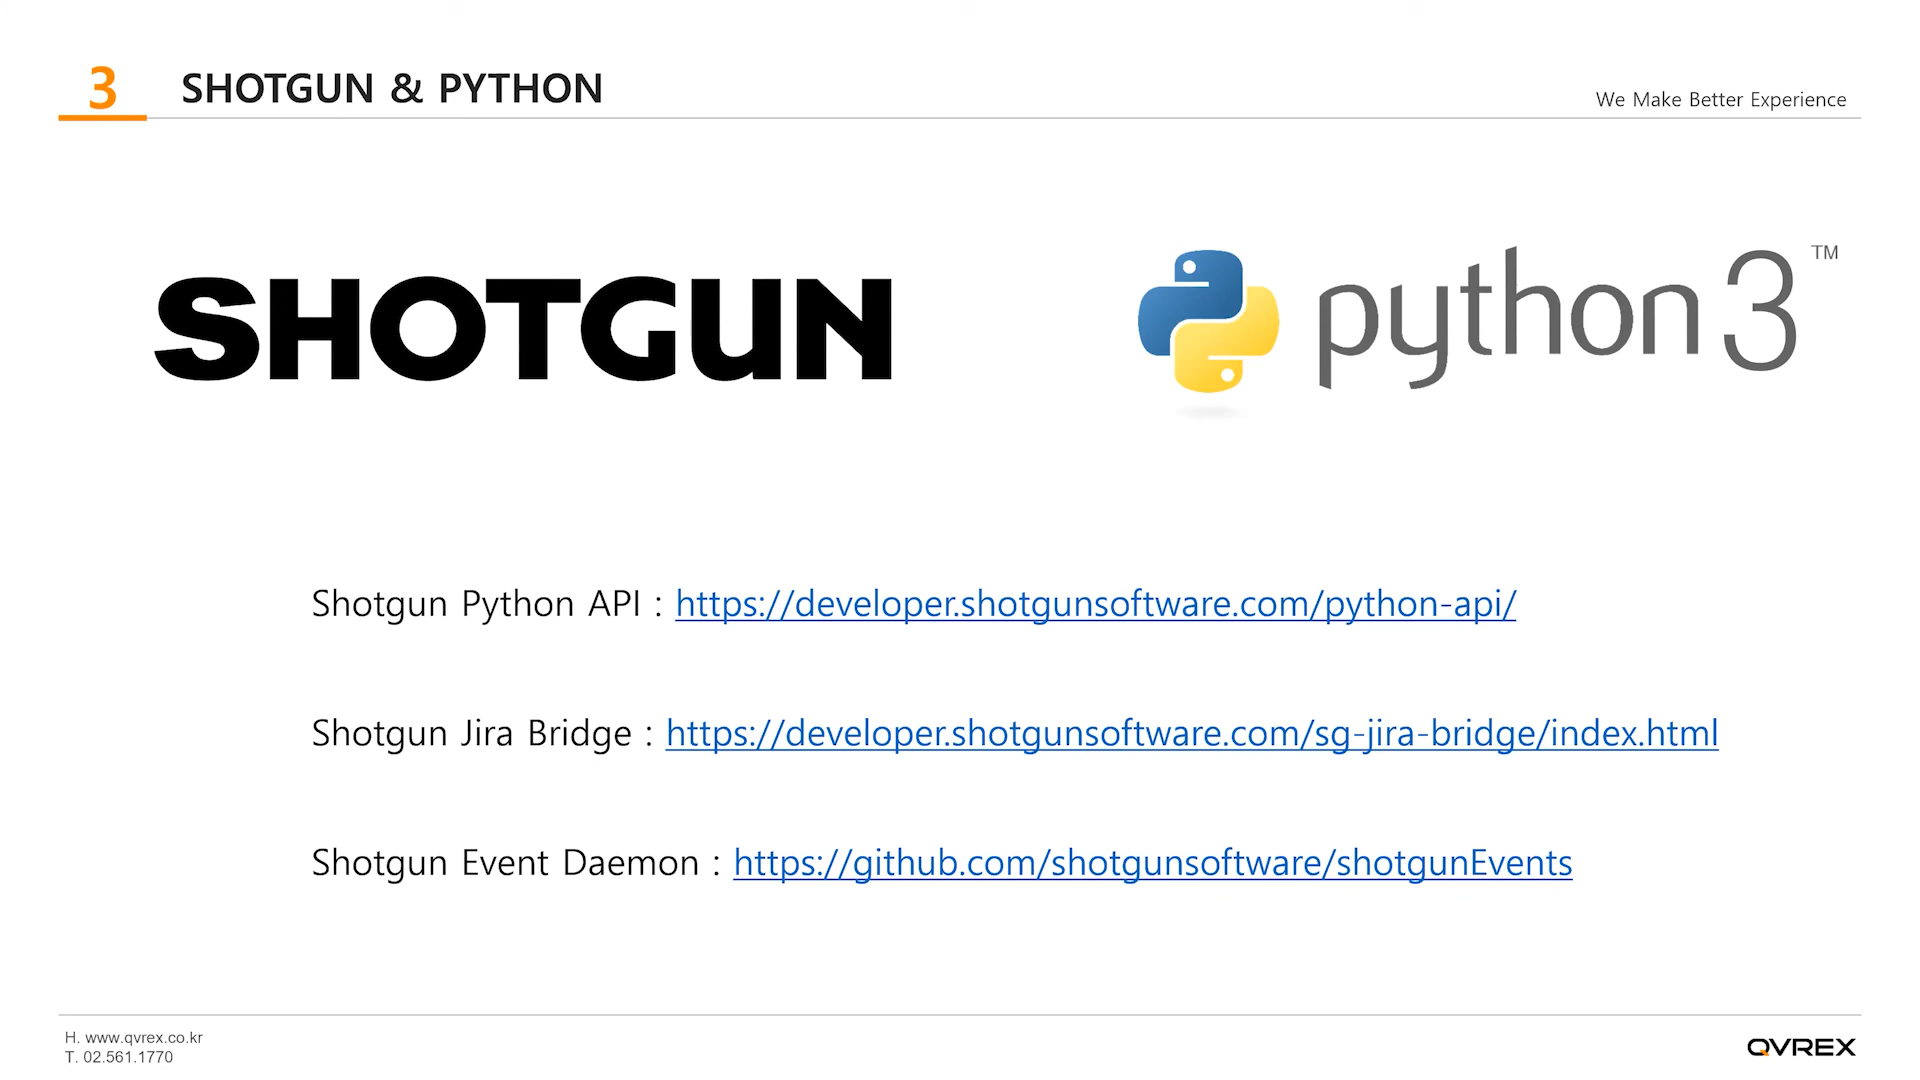 3 SHOTGUN & PYTHON
We Make Better Experience
SHOTGUN
python 3 ™
Shotgun Python API : https://developer.shotgunsoftware.com/python-api/
Shotgun Jira Bridge : https://developer.shotgunsoftware.com/sg-jira-bridge/index.html
Shotgun Event Daemon : https://github.com/shotgunsoftware/shotgunEvents
H. www.qvrex.co.kr
T. 02.561.1770
QVREX